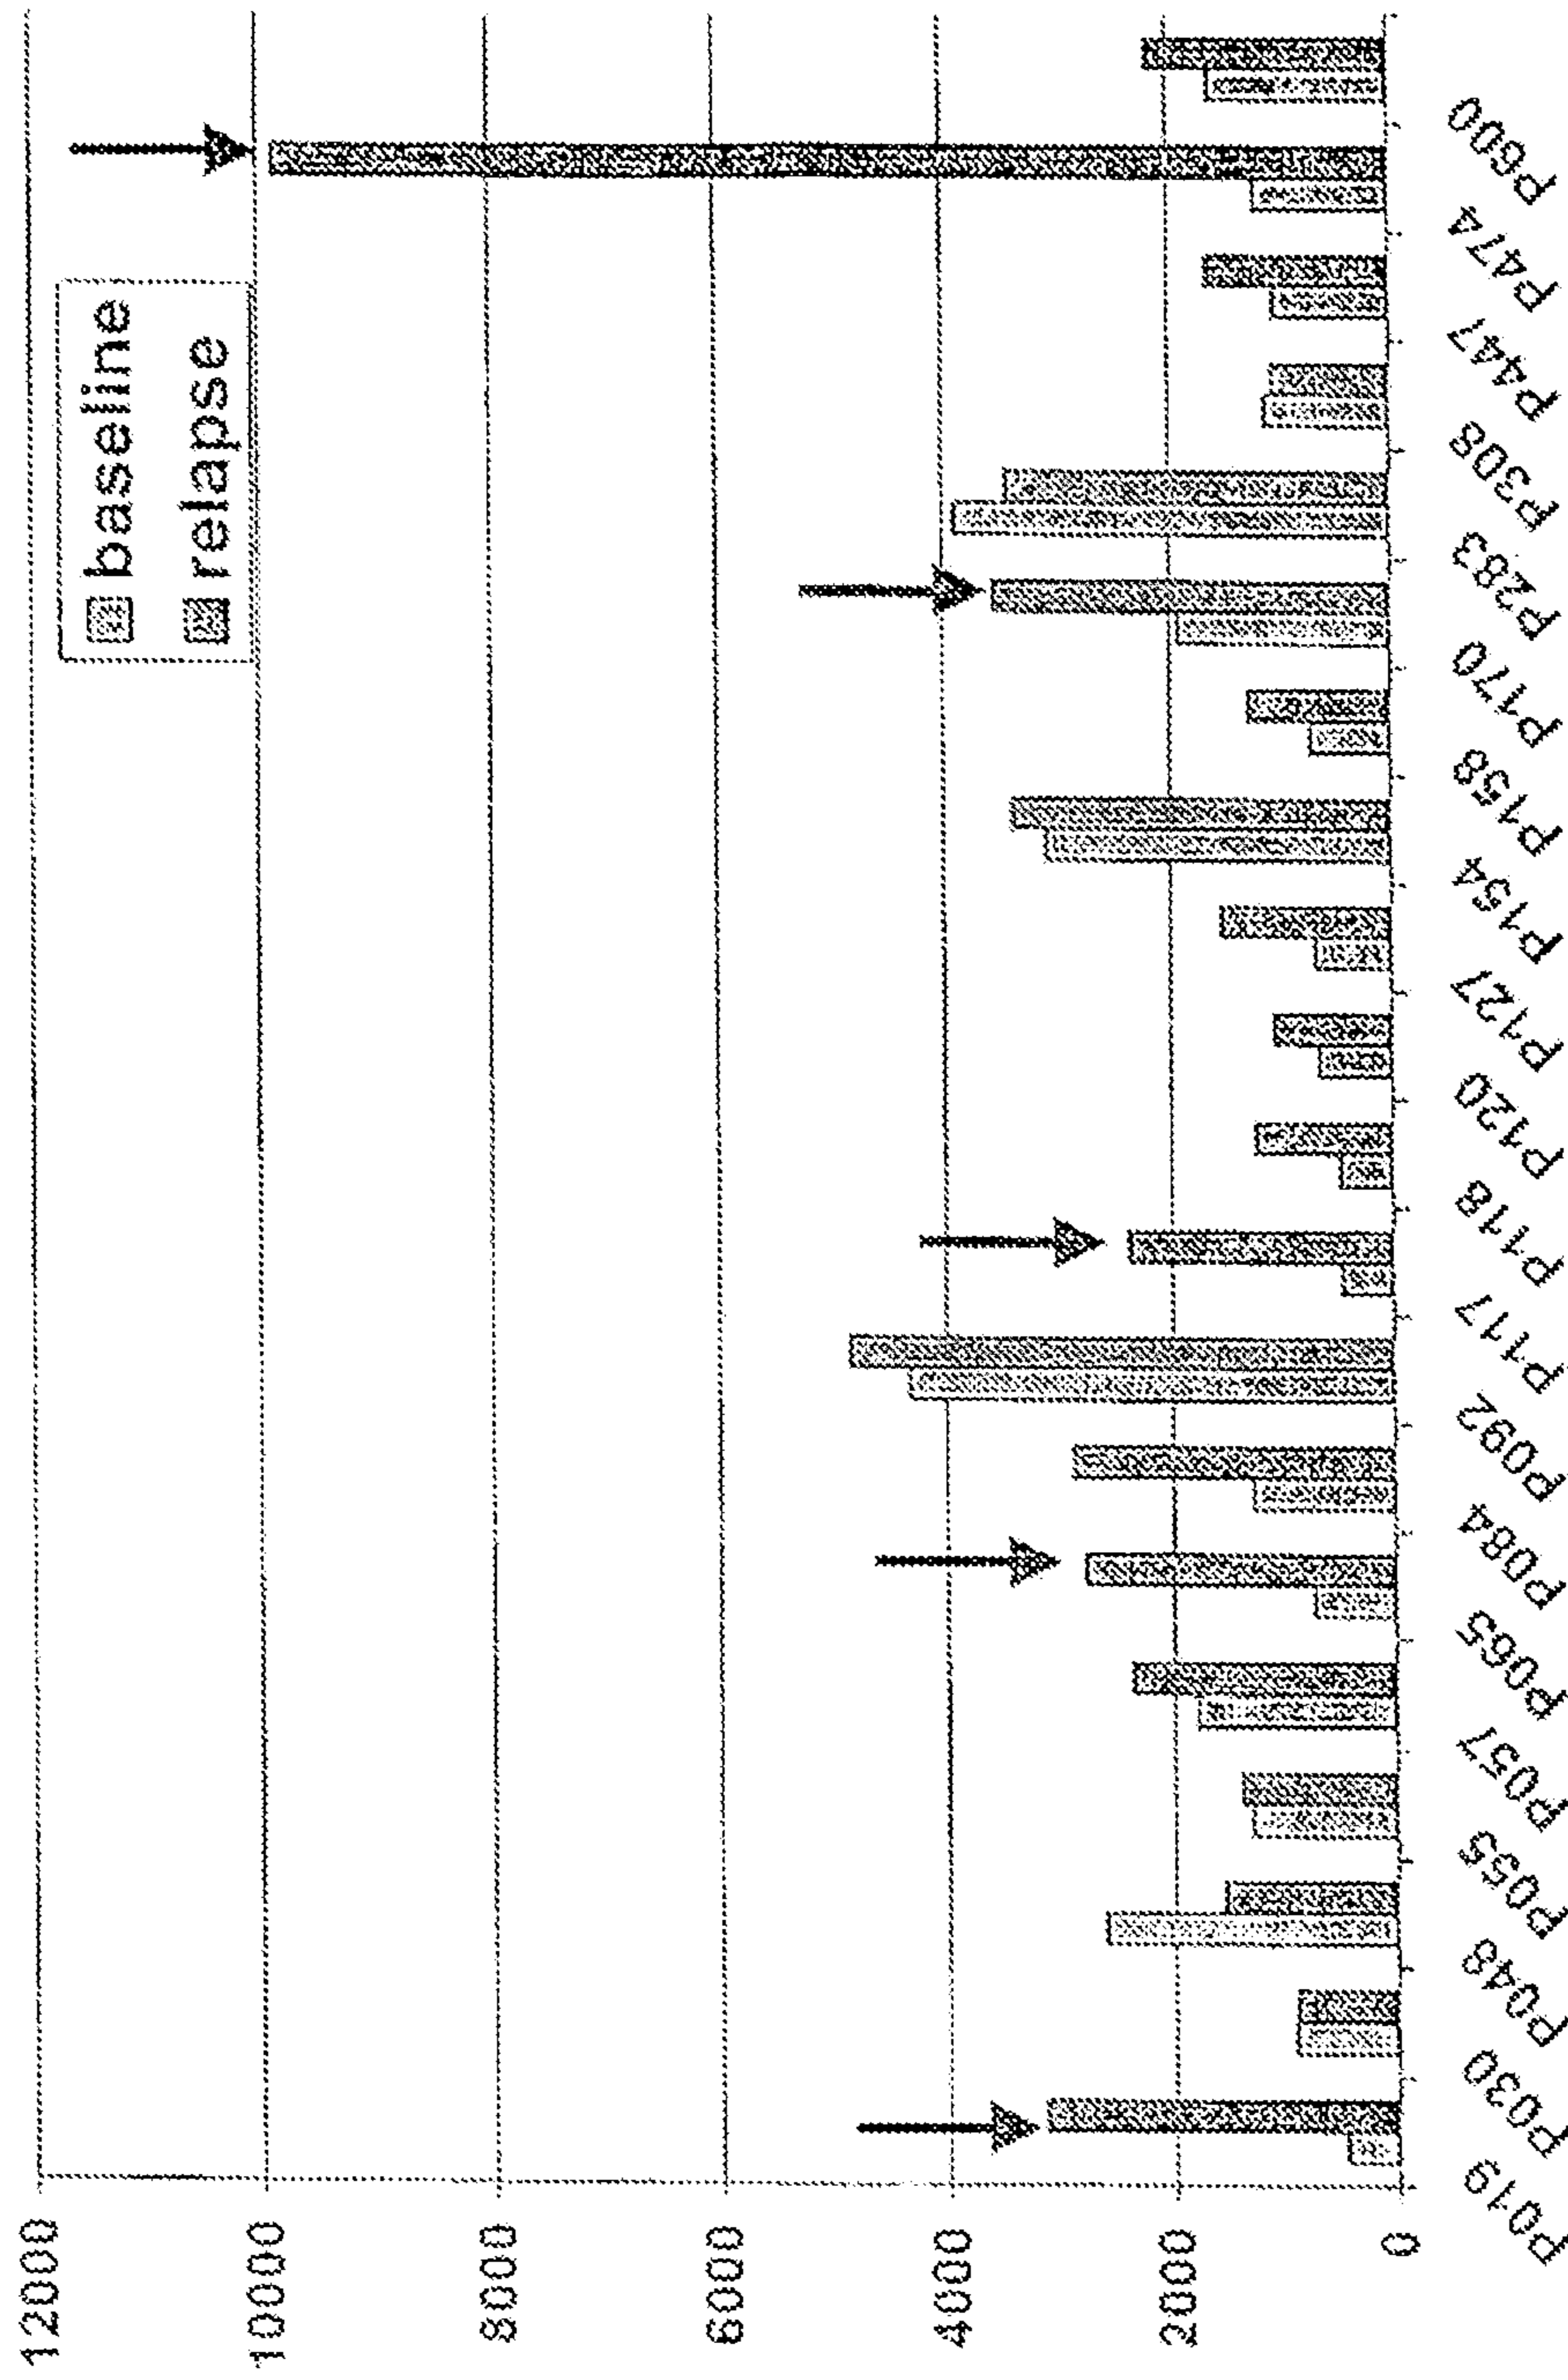 12000
10000
8000
6000
4000
2000
0
baseline
relapse
P019
P030
P048
P055
P057
P065
P084
P092
P117
P118
P120
P127
P154
P158
P170
P283
P308
P447
P474
P600